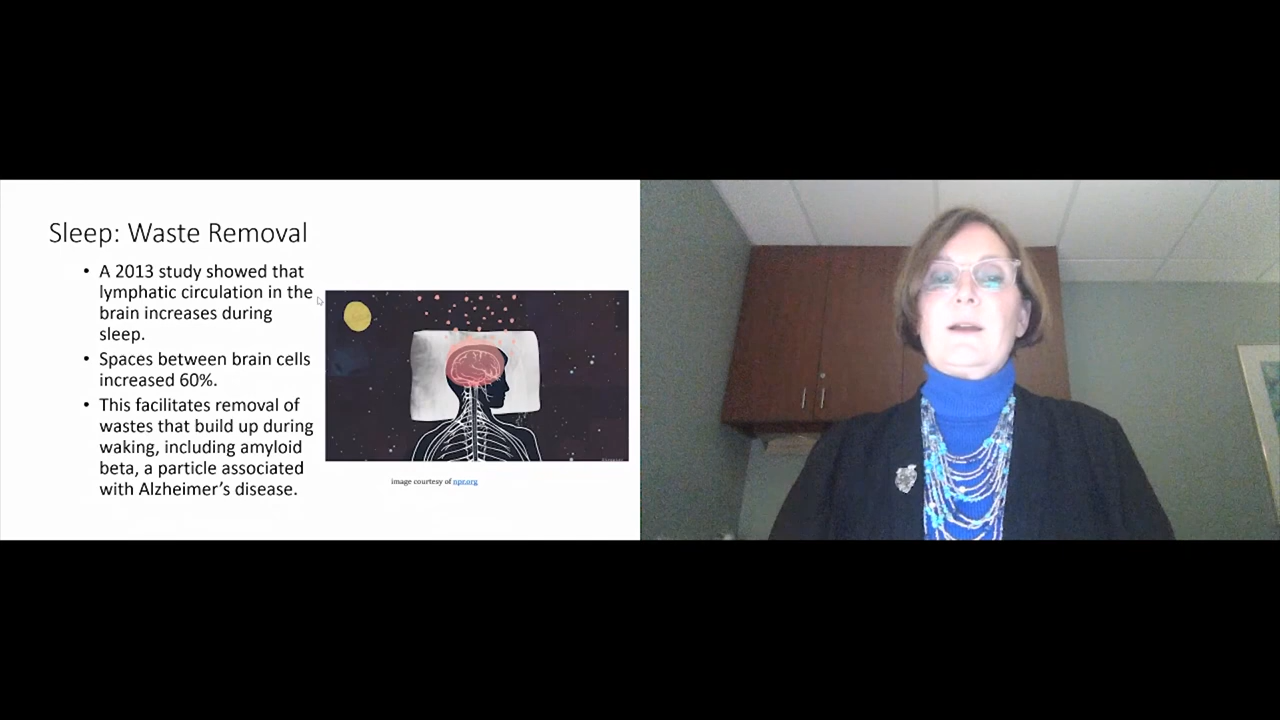 Sleep: Waste Removal
• A 2013 study showed that
lymphatic circulation in the
brain increases during
sleep.
• Spaces between brain cells
increased 60%.
• This facilitates removal of
wastes that build up during
waking, including amyloid
beta, a particle associated
with Alzheimer’s disease.
image courtesy of npr.org